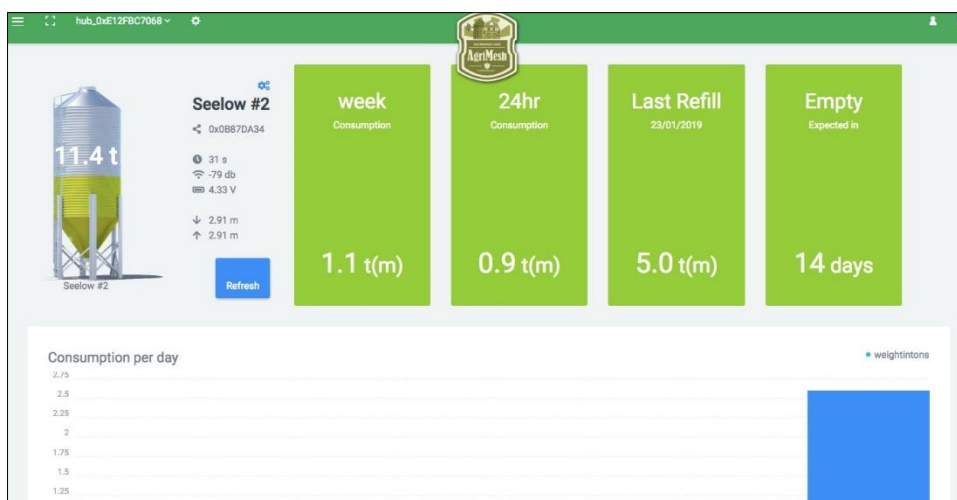 hub_0xE12FBC7068
AgriMesh
11.4 t
Seelow #2
Seelow #2
0x0B87DA34
31 s
-79 db
4.33 V
2.91 m
2.91 m
Refresh
week
Consumption
1.1 t(m)
24hr
Consumption
0.9 t(m)
Last Refill
23/01/2019
5.0 t(m)
Empty
Expected in
14 days
Consumption per day
weightintons
2.75
2.5
2.25
2
1.75
1.5
1.25